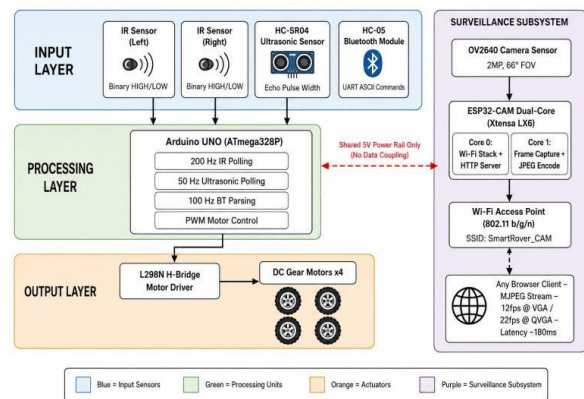 INPUT
LAYER
IR Sensor
(Left)
Binary HIGH/LOW
IR Sensor
(Right)
Binary HIGH/LOW
HC-SR04
Ultrasonic Sensor
Echo Pulse Width
HC-05
Bluetooth Module
UART ASCII Commands
PROCESSING
LAYER
Arduino UNO (ATmega328P)
200 Hz IR Polling
50 Hz Ultrasonic Polling
100 Hz BT Parsing
PWM Motor Control
Shared 5V Power Rail Only
(No Data Coupling)
OUTPUT LAYER
L298N H-Bridge
Motor Driver
DC Gear Motors x4
SURVEILLANCE SUBSYSTEM
OV2640 Camera Sensor
2MP, 66° FOV
ESP32-CAM Dual-Core
(Xtensa LX6)
Core 0:
Wi-Fi Stack +
HTTP Server
Core 1:
Frame Capture +
JPEG Encode
Wi-Fi Access Point
(802.11 b/g/n)
SSID: SmartRover_CAM
Any Browser Client –
MJPEG Stream –
12fps @ VGA /
22fps @ QVGA –
Latency ~180ms
Blue = Input Sensors
Green = Processing Units
Orange = Actuators
Purple = Surveillance Subsystem